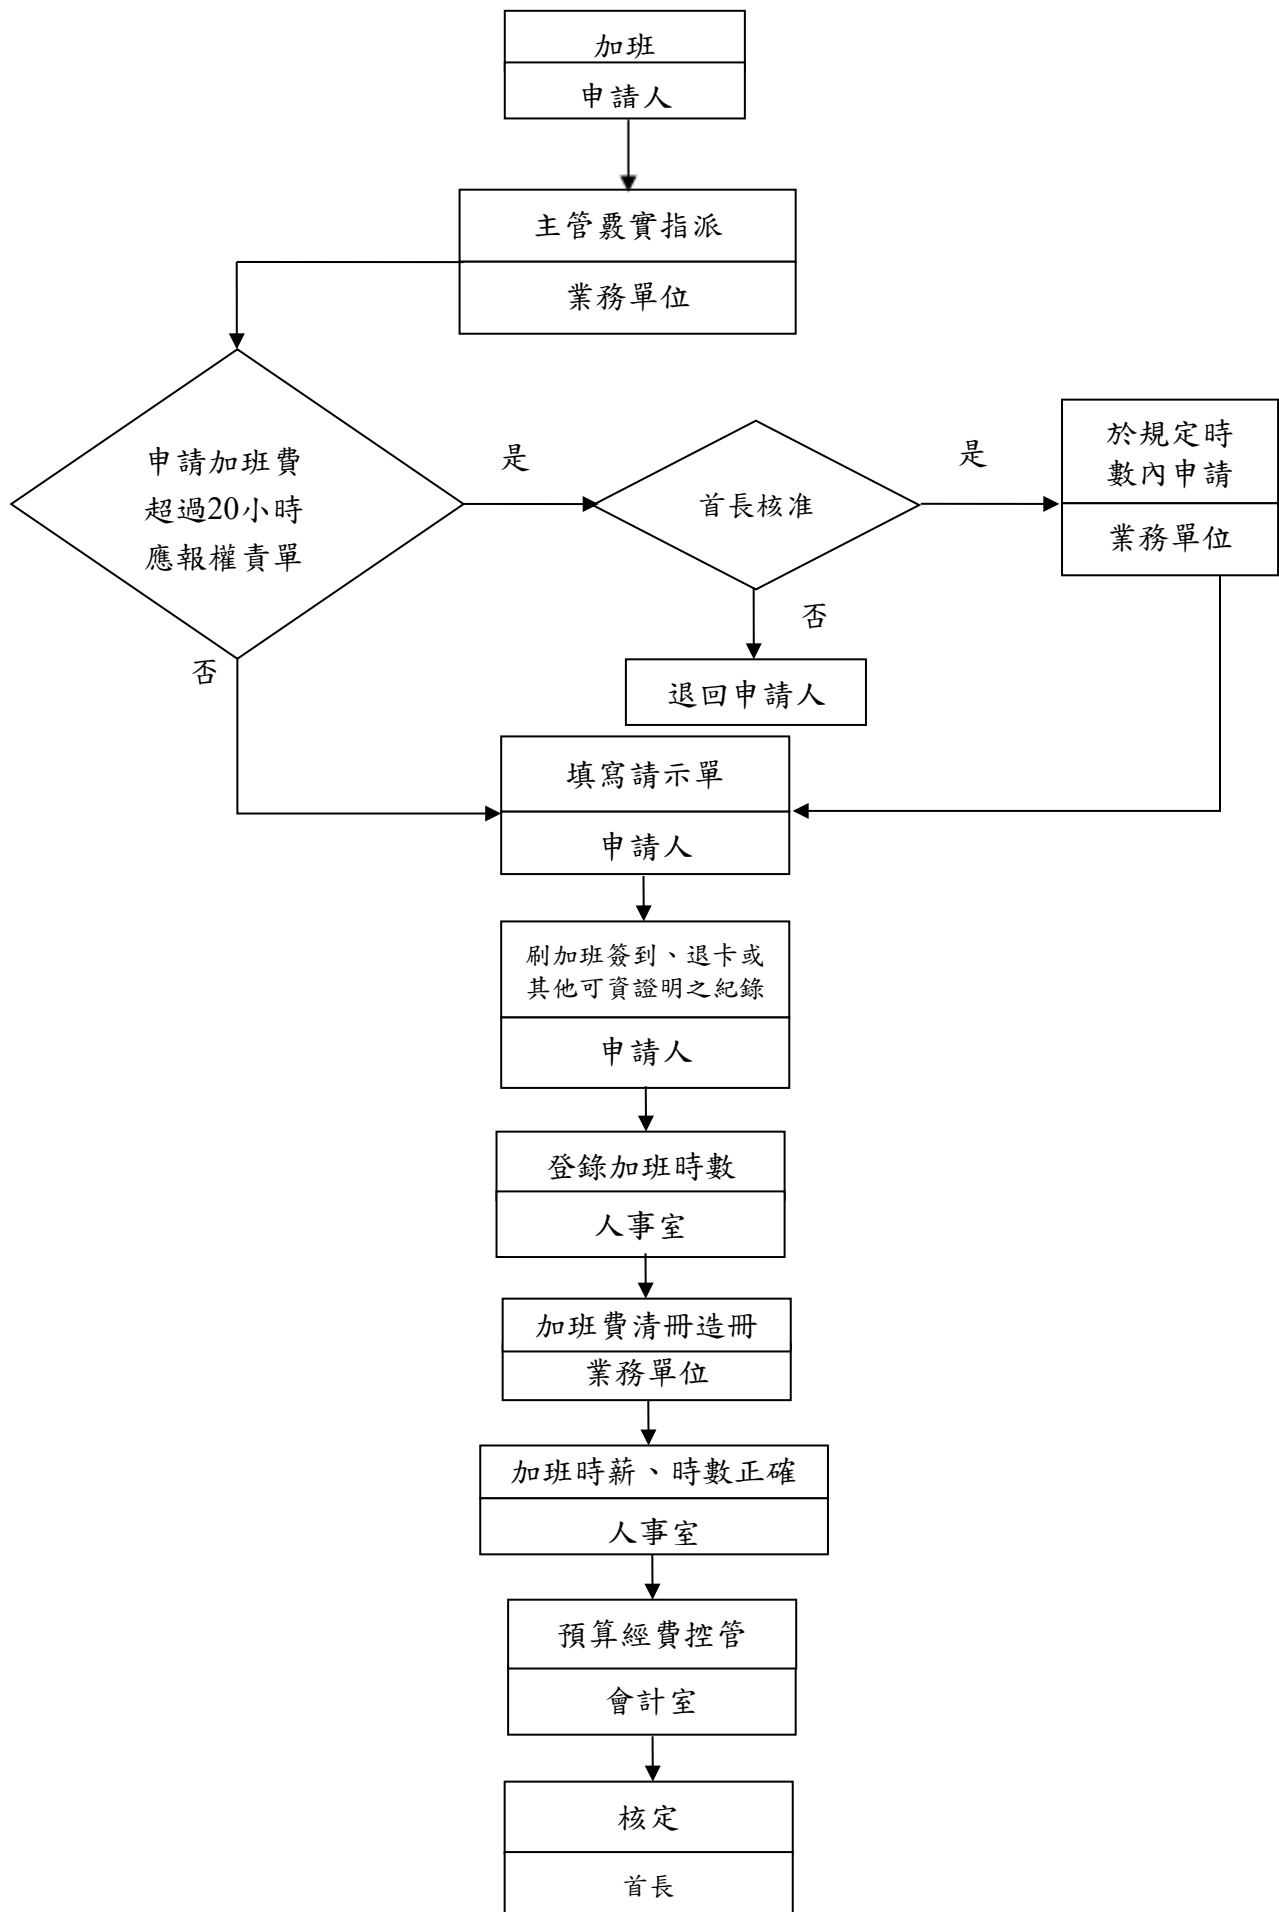 加班
申請人
主管覈實指派
業務單位
申請加班費
超過20小時
應報權責單
是
首長核准
是
於規定時
數內申請
業務單位
否
退回申請人
否
填寫請示單
申請人
刷加班簽到、退卡或
其他可資證明之紀錄
申請人
登錄加班時數
人事室
加班費清冊造冊
業務單位
加班時薪、時數正確
人事室
預算經費控管
會計室
核定
首長